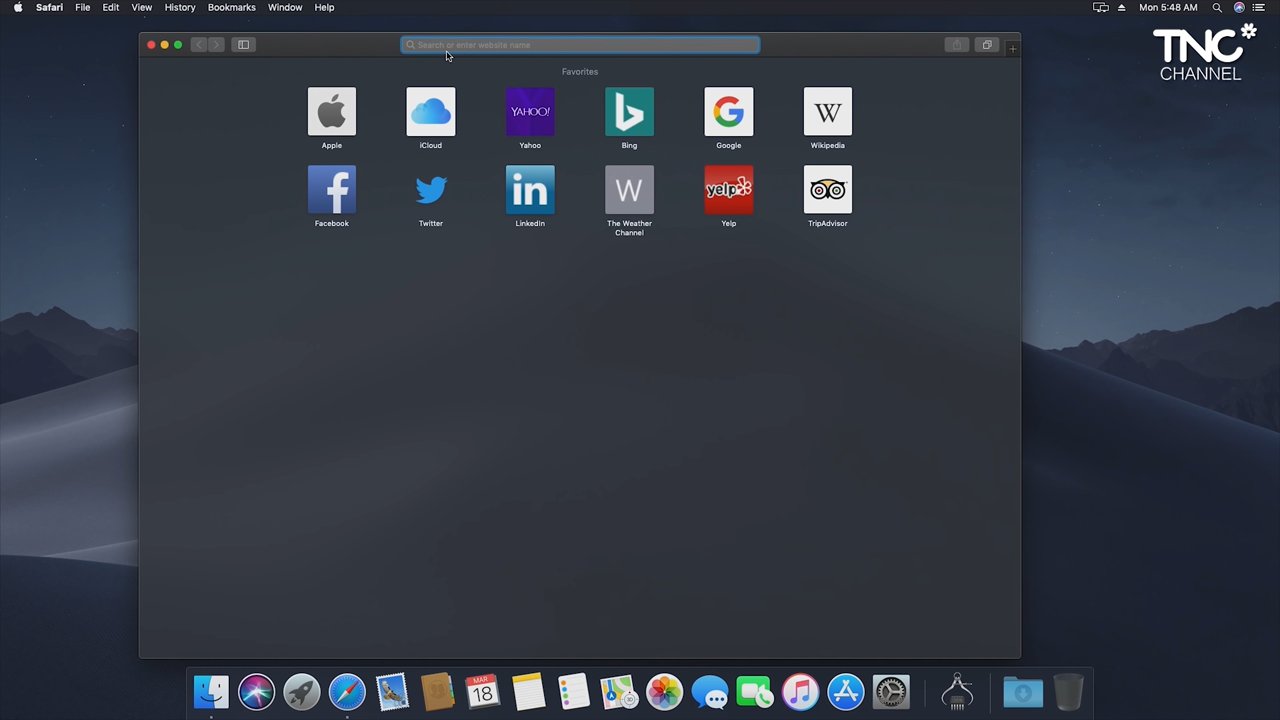 Safari File Edit View History Bookmarks Window Help
Mon 5:48 AM
TNC
CHANNEL
Search or enter website name
Favorites
YAHOO!
W
Apple iCloud Yahoo Bing Google Wikipedia
f
in
W
yelp
Facebook Twitter LinkedIn The Weather Channel Yelp TripAdvisor
MAR
18